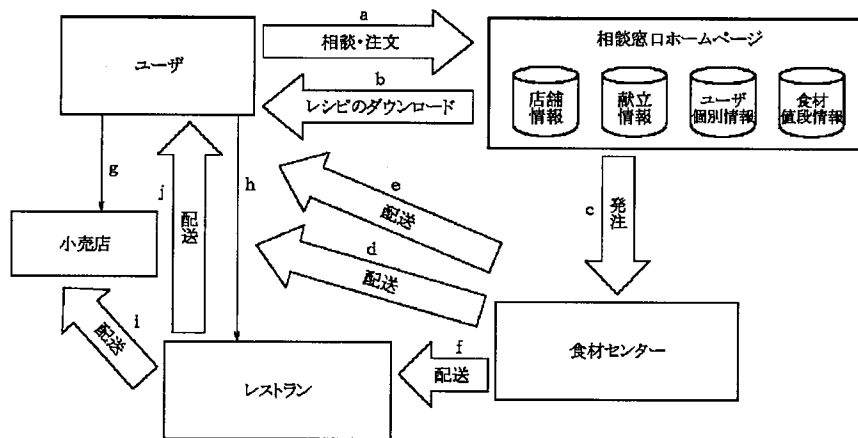 a
相談・注文
ユーザ
b
レシピのダウンロード
相談窓口ホームページ
店舗
情報
献立
情報
ユーザ
個別情報
食材
値段情報
g
j
配送
h
e
配送
d
配送
c
発注
小売店
i
配送
レストラン
f
配送
食材センター